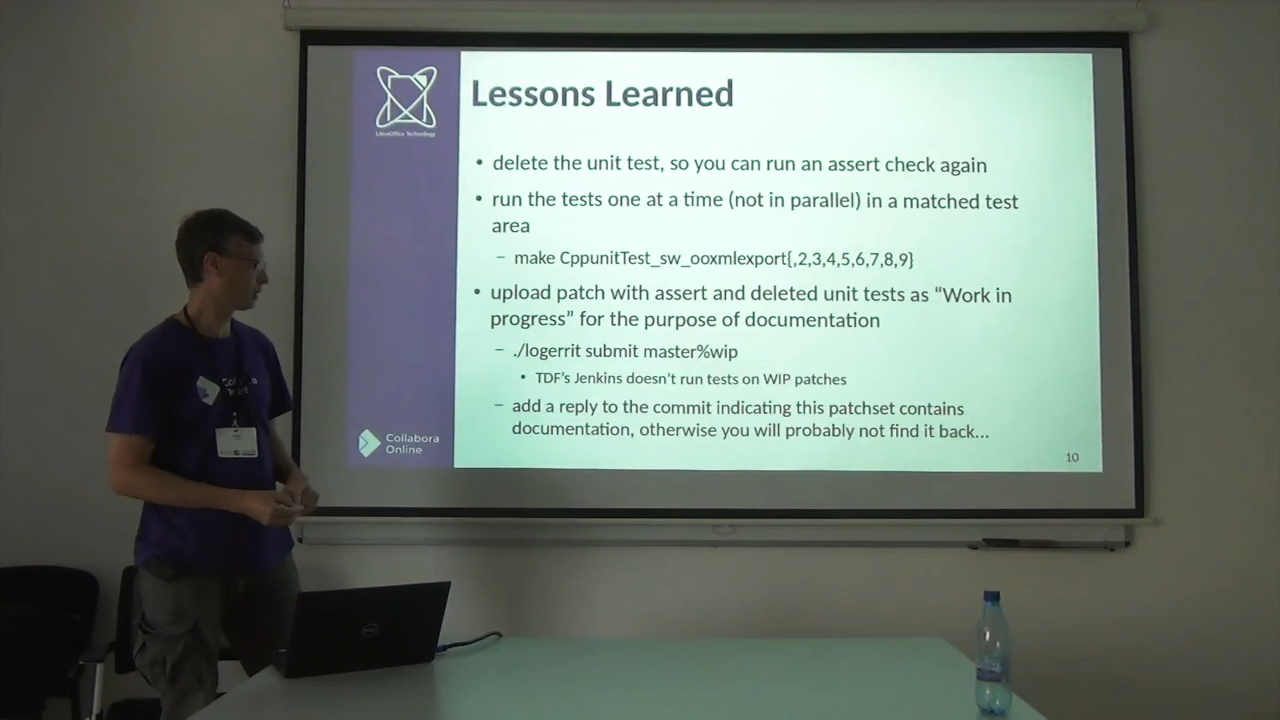 LibreOffice Technology
Lessons Learned
• delete the unit test, so you can run an assert check again
• run the tests one at a time (not in parallel) in a matched test
area
– make CppunitTest_sw_ooxmlexport{,2,3,4,5,6,7,8,9}
• upload patch with assert and deleted unit tests as “Work in
progress” for the purpose of documentation
– ./logerrit submit master%wip
• TDF’s Jenkins doesn’t run tests on WIP patches
– add a reply to the commit indicating this patchset contains
documentation, otherwise you will probably not find it back...
Collabora
Online
10